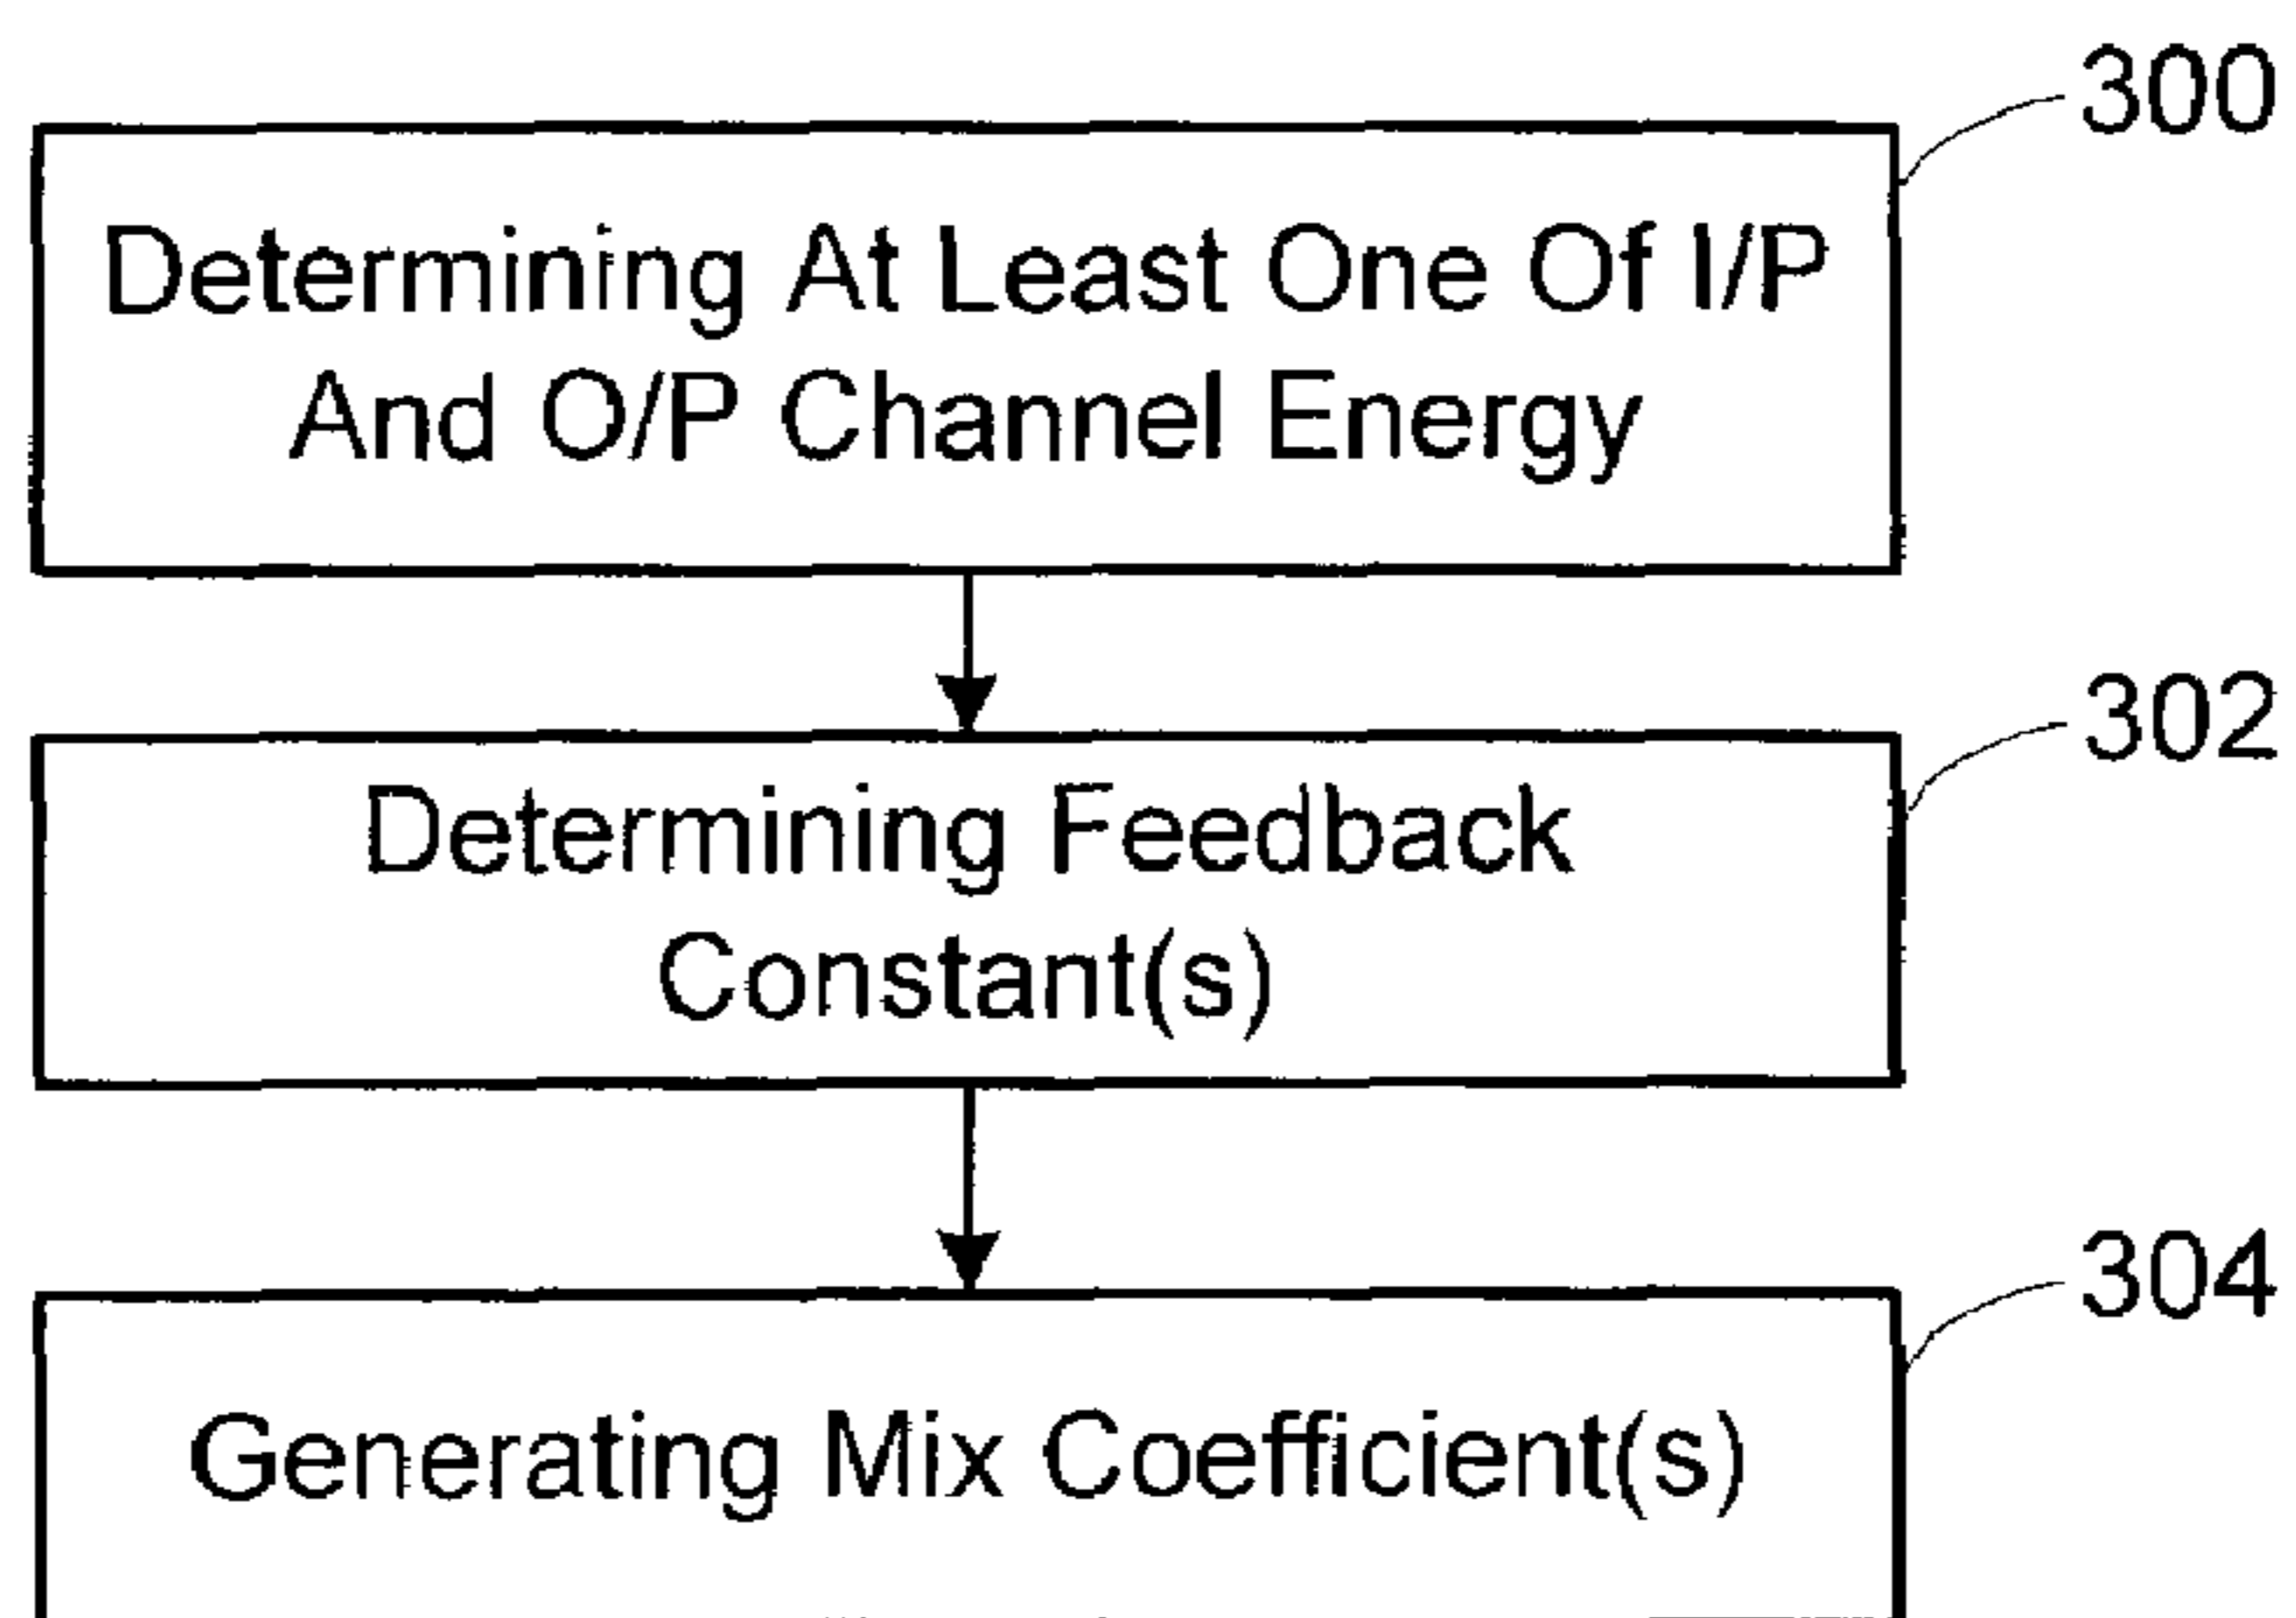 300
Determining At Least One Of I/P
And O/P Channel Energy
302
Determining Feedback
Constant(s)
304
Generating Mix Coefficient(s)